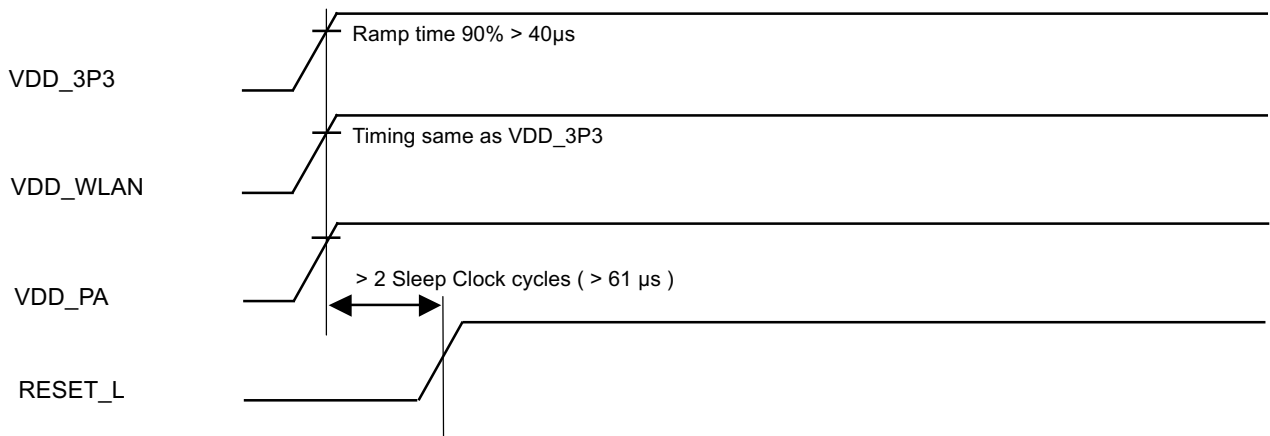 Ramp time 90% > 40µs
VDD_3P3
Timing same as VDD_3P3
VDD_WLAN
> 2 Sleep Clock cycles ( > 61 µs )
VDD_PA
RESET_L